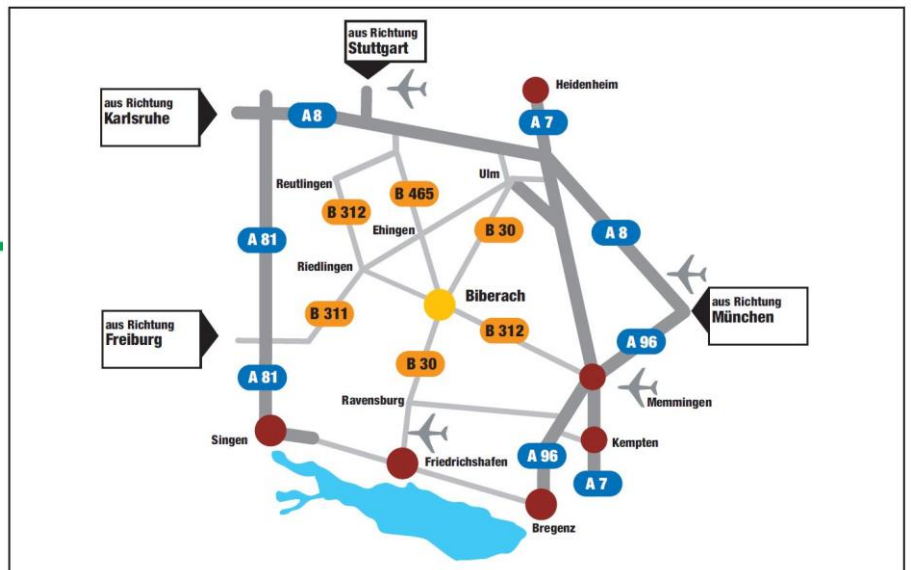 aus Richtung
Stuttgart
Heidenheim
aus Richtung
Karlsruhe
A 8
A 7
Ulm
Reutlingen
B 465
B 312
B 30
Ehingen
A 8
A 81
Riedlingen
Biberach
aus Richtung
München
aus Richtung
Freiburg
B 311
B 312
A 96
B 30
A 81
Ravensburg
Memmingen
Singen
Kempten
Friedrichshafen
A 96
A 7
Bregenz